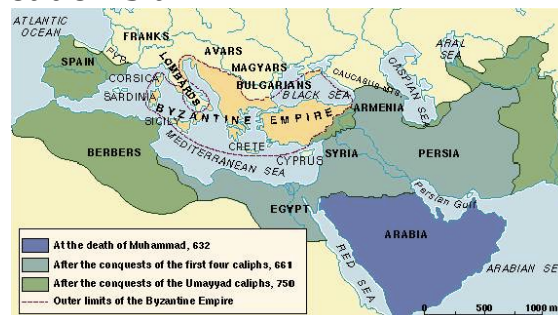 ATLANTIC
OCEAN
FRANKS
AVARS
MAGYARS
BULGARIANS
ARAL
SEA
SPAIN
PYR.
CORSICA
LOMBARDS
SARDINIA
BLACK SEA
CAUCASUS MTS.
CASPIAN SEA
BYZANTINE EMPIRE
ARMENIA
SICILY
CRETE
CYPRUS
MEDITERRANEAN SEA
BERBERS
SYRIA
PERSIA
EGYPT
Persian Gulf
ARABIA
RED SEA
ARABIAN SE
At the death of Muhammad, 632
After the conquests of the first four caliphs, 661
After the conquests of the Umayyad caliphs, 750
Outer limits of the Byzantine Empire
0 500 1000 m